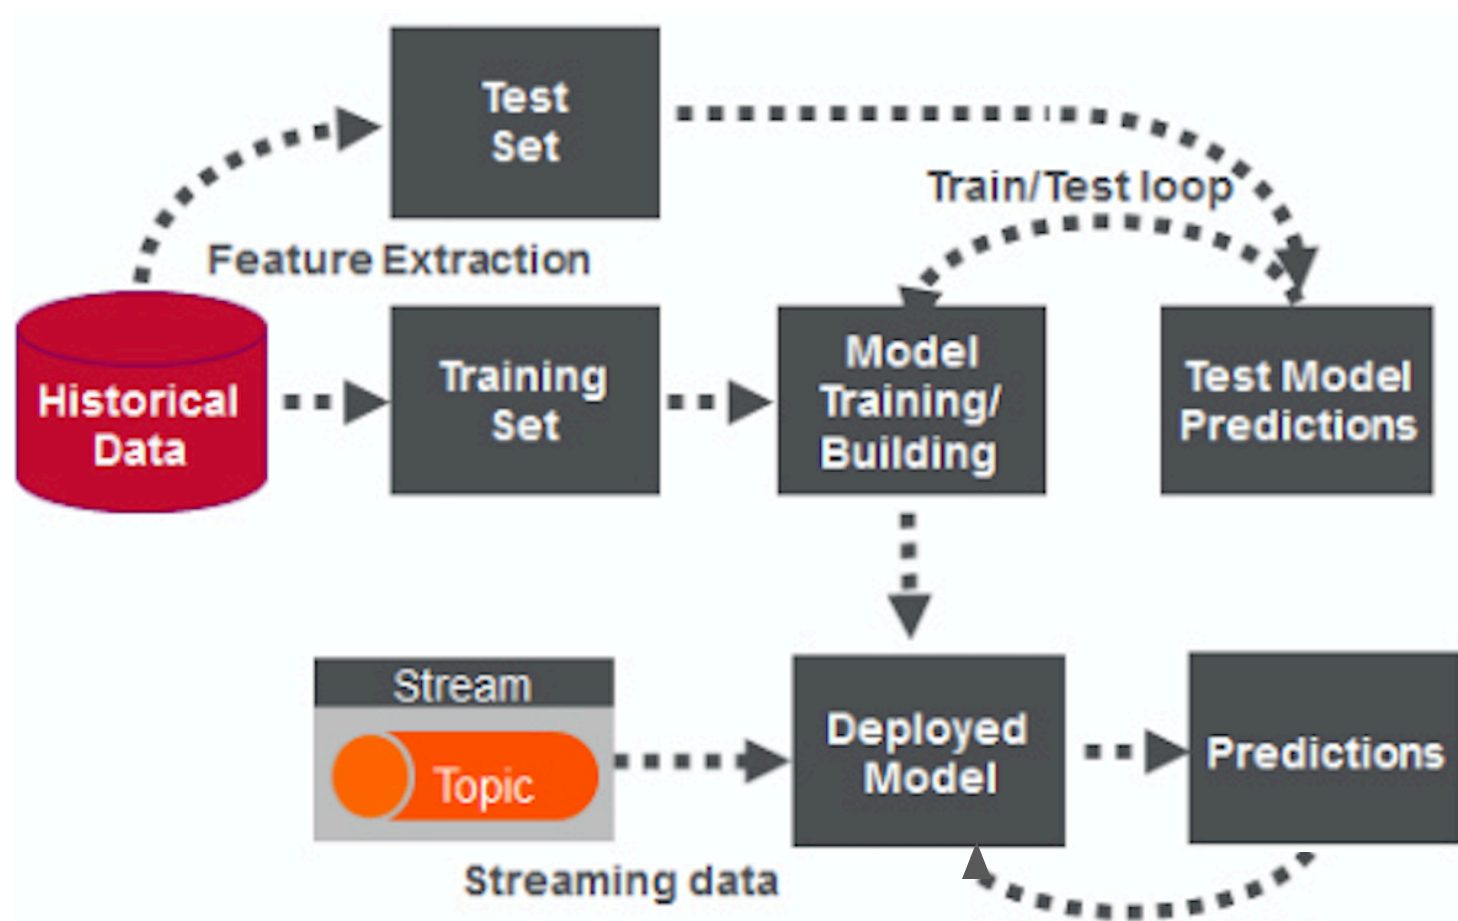 Test
Set
Train/Test loop
Feature Extraction
Historical
Data
Training
Set
Model
Training/
Building
Test Model
Predictions
Stream
Topic
Deployed
Model
Predictions
Streaming data